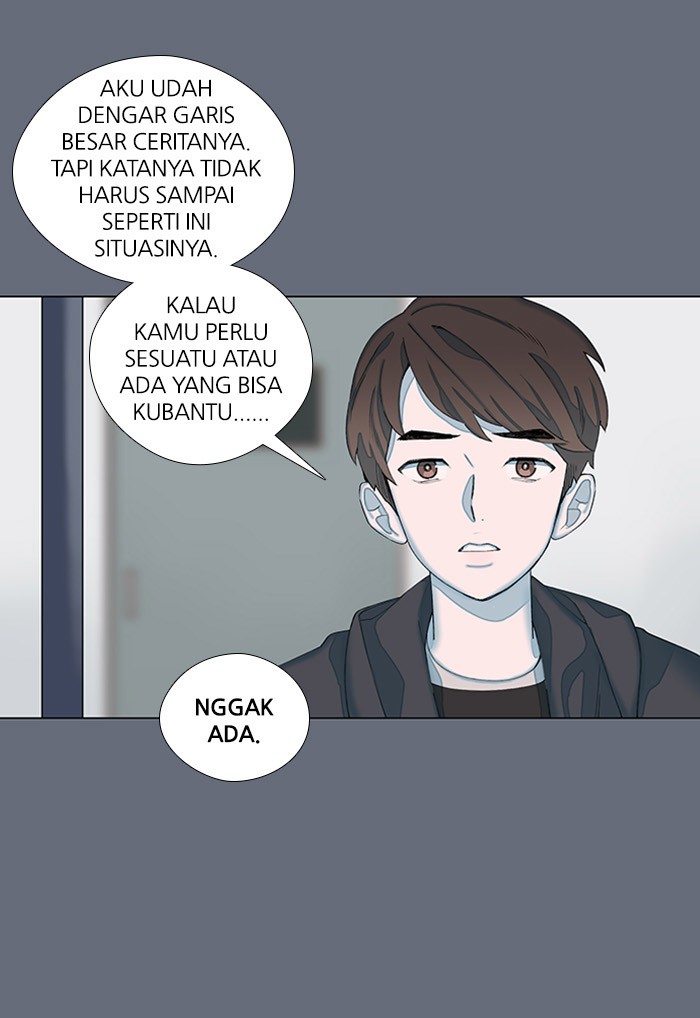 AKU UDAH
DENGAR GARIS
BESAR CERITANYA.
TAPI KATANYA TIDAK
HARUS SAMPAI
SEPERTI INI
SITUASINYA.
KALAU
KAMU PERLU
SESUATU ATAU
ADA YANG BISA
KUBANTU......
NGGAK
ADA.